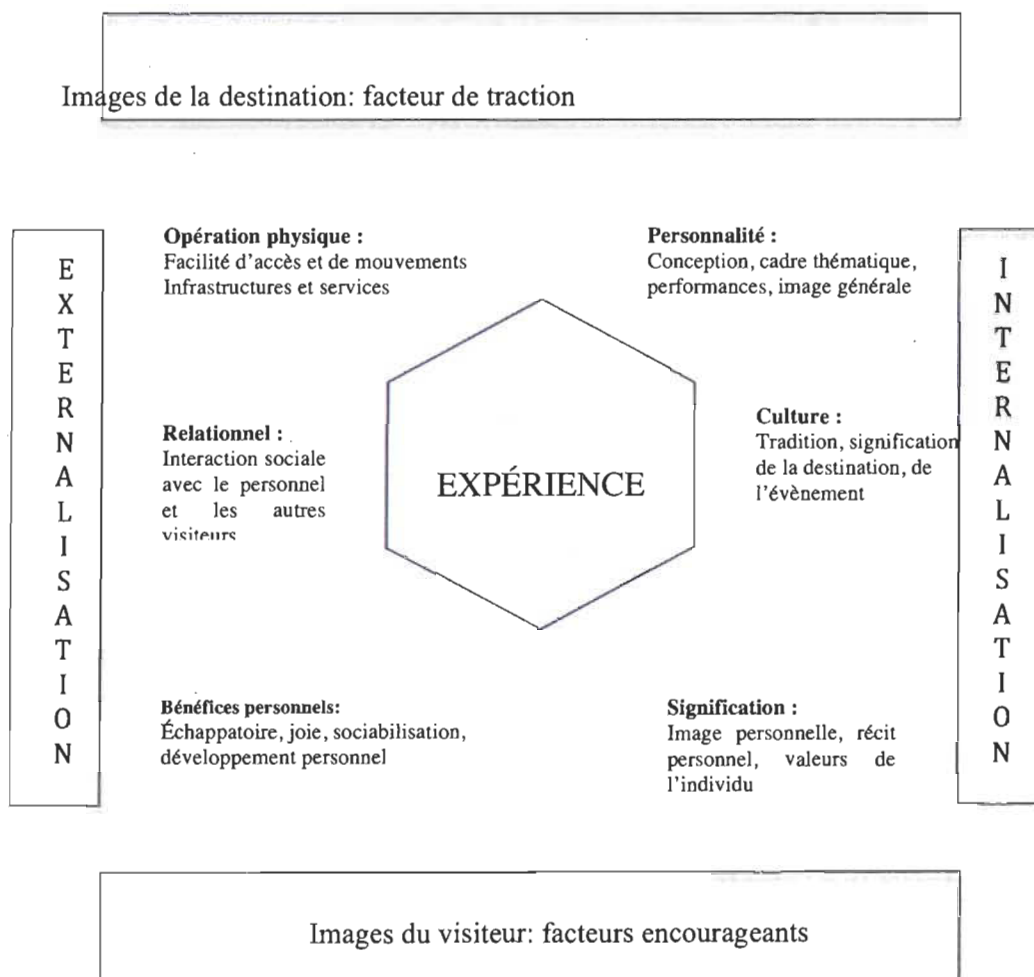 Images de la destination: facteur de traction
EXTERNALISATION
Opération physique :
Facilité d'accès et de mouvements
Infrastructures et services
Personnalité :
Conception, cadre thématique,
performances, image générale
Relationnel :
Interaction sociale
avec le personnel
et les autres
visiteurs
EXPÉRIENCE
Culture :
Tradition, signification
de la destination, de
l'évènement
Bénéfices personnels:
Échappatoire, joie, sociabilisation,
développement personnel
Signification :
Image personnelle, récit
personnel, valeurs de
l'individu
INTERNALISATION
Images du visiteur: facteurs encourageants